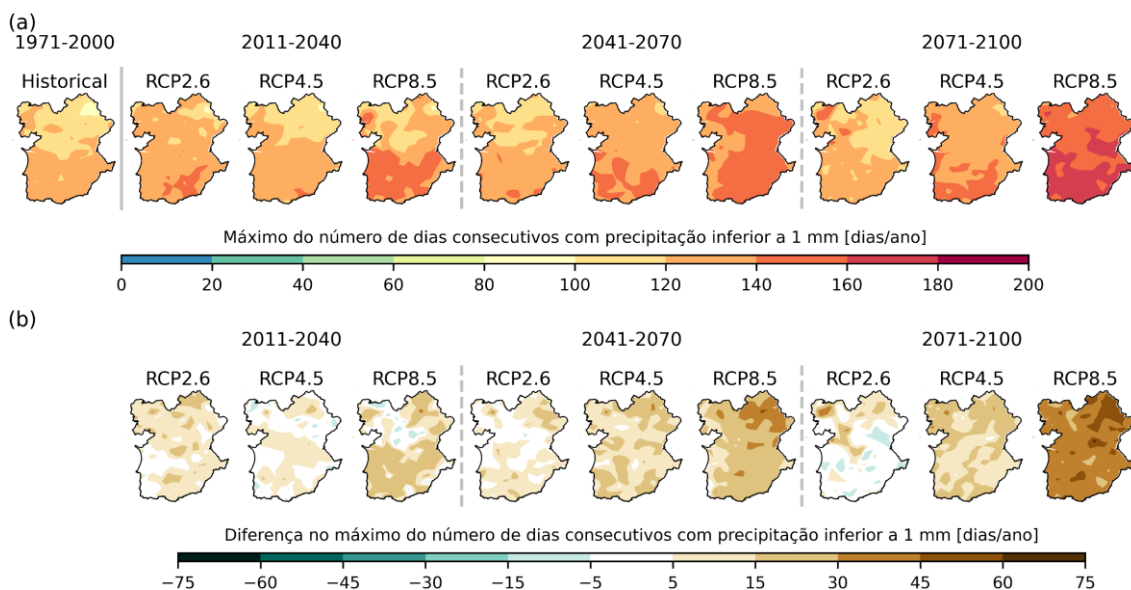 (a)
1971-2000 2011-2040 2041-2070 2071-2100
Historical RCP2.6 RCP4.5 RCP8.5 RCP2.6 RCP4.5 RCP8.5 RCP2.6 RCP4.5 RCP8.5
Máximo do número de dias consecutivos com precipitação inferior a 1 mm [dias/ano]
0 20 40 60 80 100 120 140 160 180 200
(b)
2011-2040 2041-2070 2071-2100
RCP2.6 RCP4.5 RCP8.5 RCP2.6 RCP4.5 RCP8.5 RCP2.6 RCP4.5 RCP8.5
Diferença no máximo do número de dias consecutivos com precipitação inferior a 1 mm [dias/ano]
−75 −60 −45 −30 −15 −5 5 15 30 45 60 75